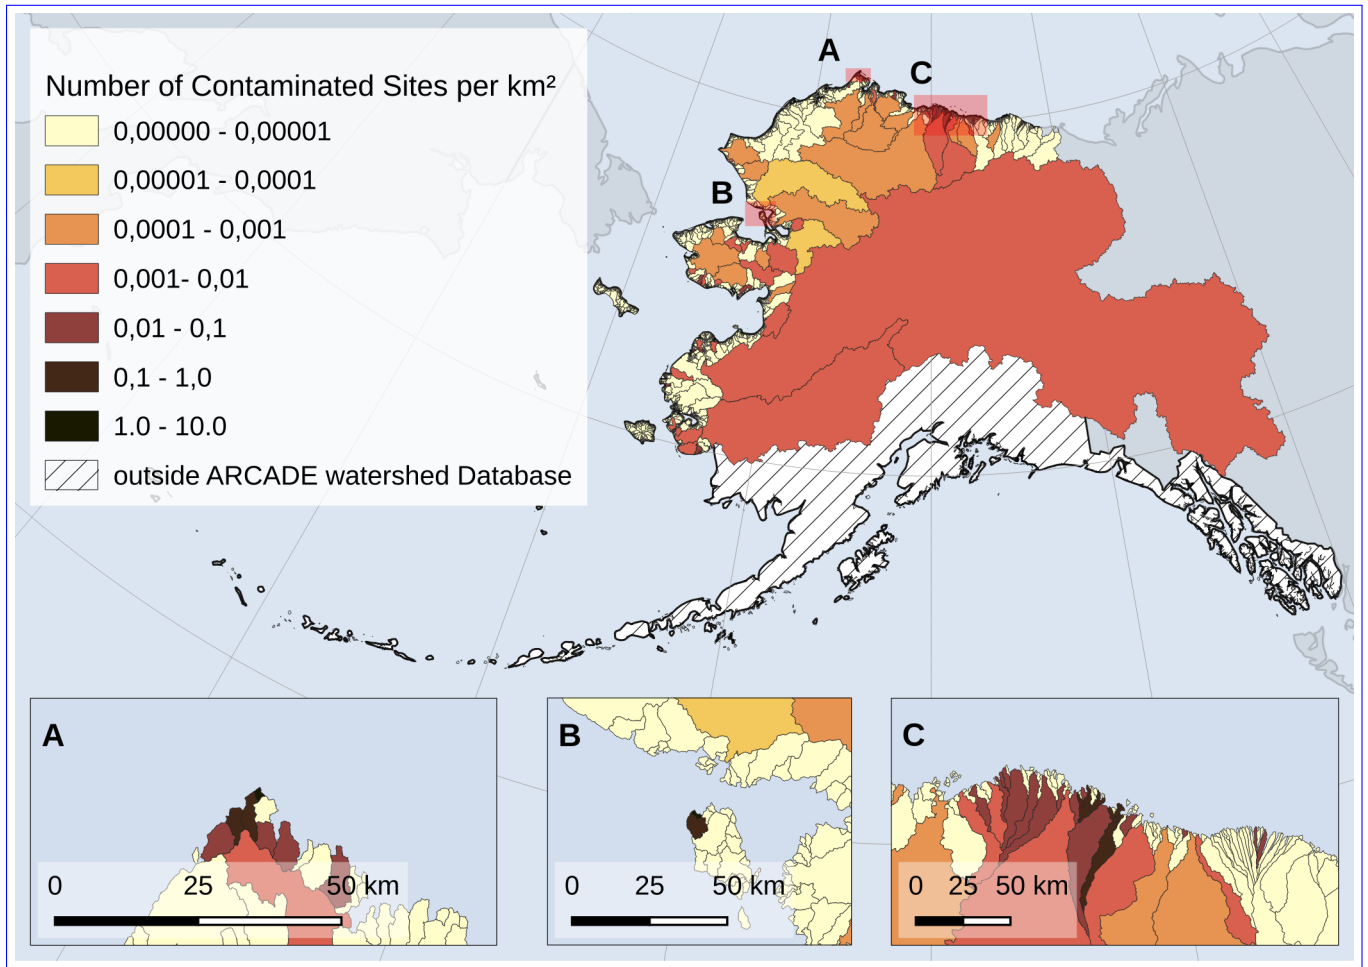 Number of Contaminated Sites per km²
0,00000 - 0,00001
0,00001 - 0,0001
0,0001 - 0,001
0,001- 0,01
0,01 - 0,1
0,1 - 1,0
1.0 - 10.0
outside ARCADE watershed Database
A
C
B
A
0 25 50 km
B
0 25 50 km
C
0 25 50 km